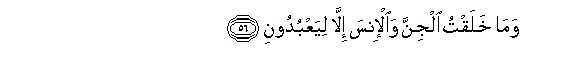 وَمَا خَلَقْتُ ٱلْجِنَّ وَٱلْإِنسَ إِلَّا لِيَعْبُدُونِ ٥٦